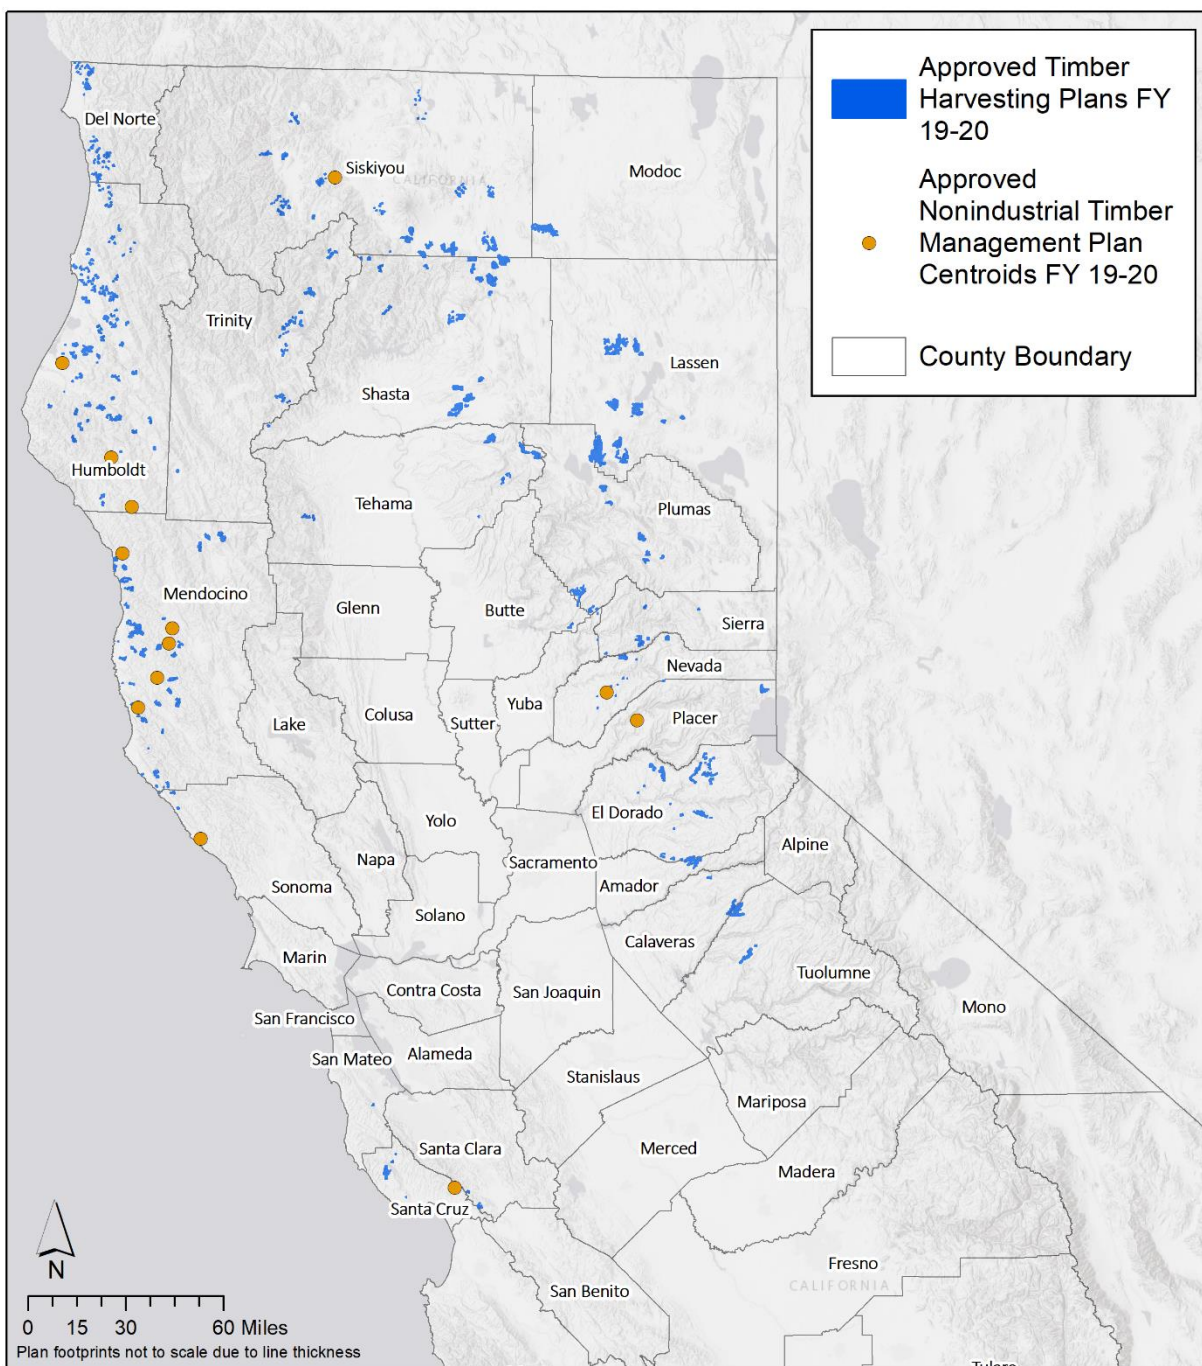 Approved Timber
Harvesting Plans FY
19-20
Approved
Nonindustrial Timber
Management Plan
Centroids FY 19-20
County Boundary
Del Norte
Siskiyou
CALIFORNIA
Modoc
Trinity
Lassen
Shasta
Humboldt
Tehama
Plumas
Mendocino
Glenn
Butte
Sierra
Nevada
Lake
Colusa
Sutter
Yuba
Placer
El Dorado
Yolo
Alpine
Napa
Sacramento
Amador
Sonoma
Solano
Calaveras
Marin
Tuolumne
Contra Costa
San Joaquin
Mono
San Francisco
San Mateo
Alameda
Stanislaus
Mariposa
Santa Clara
Merced
Madera
Santa Cruz
Fresno
CALIFORNIA
San Benito
Tulare
N
0 15 30 60 Miles
Plan footprints not to scale due to line thickness